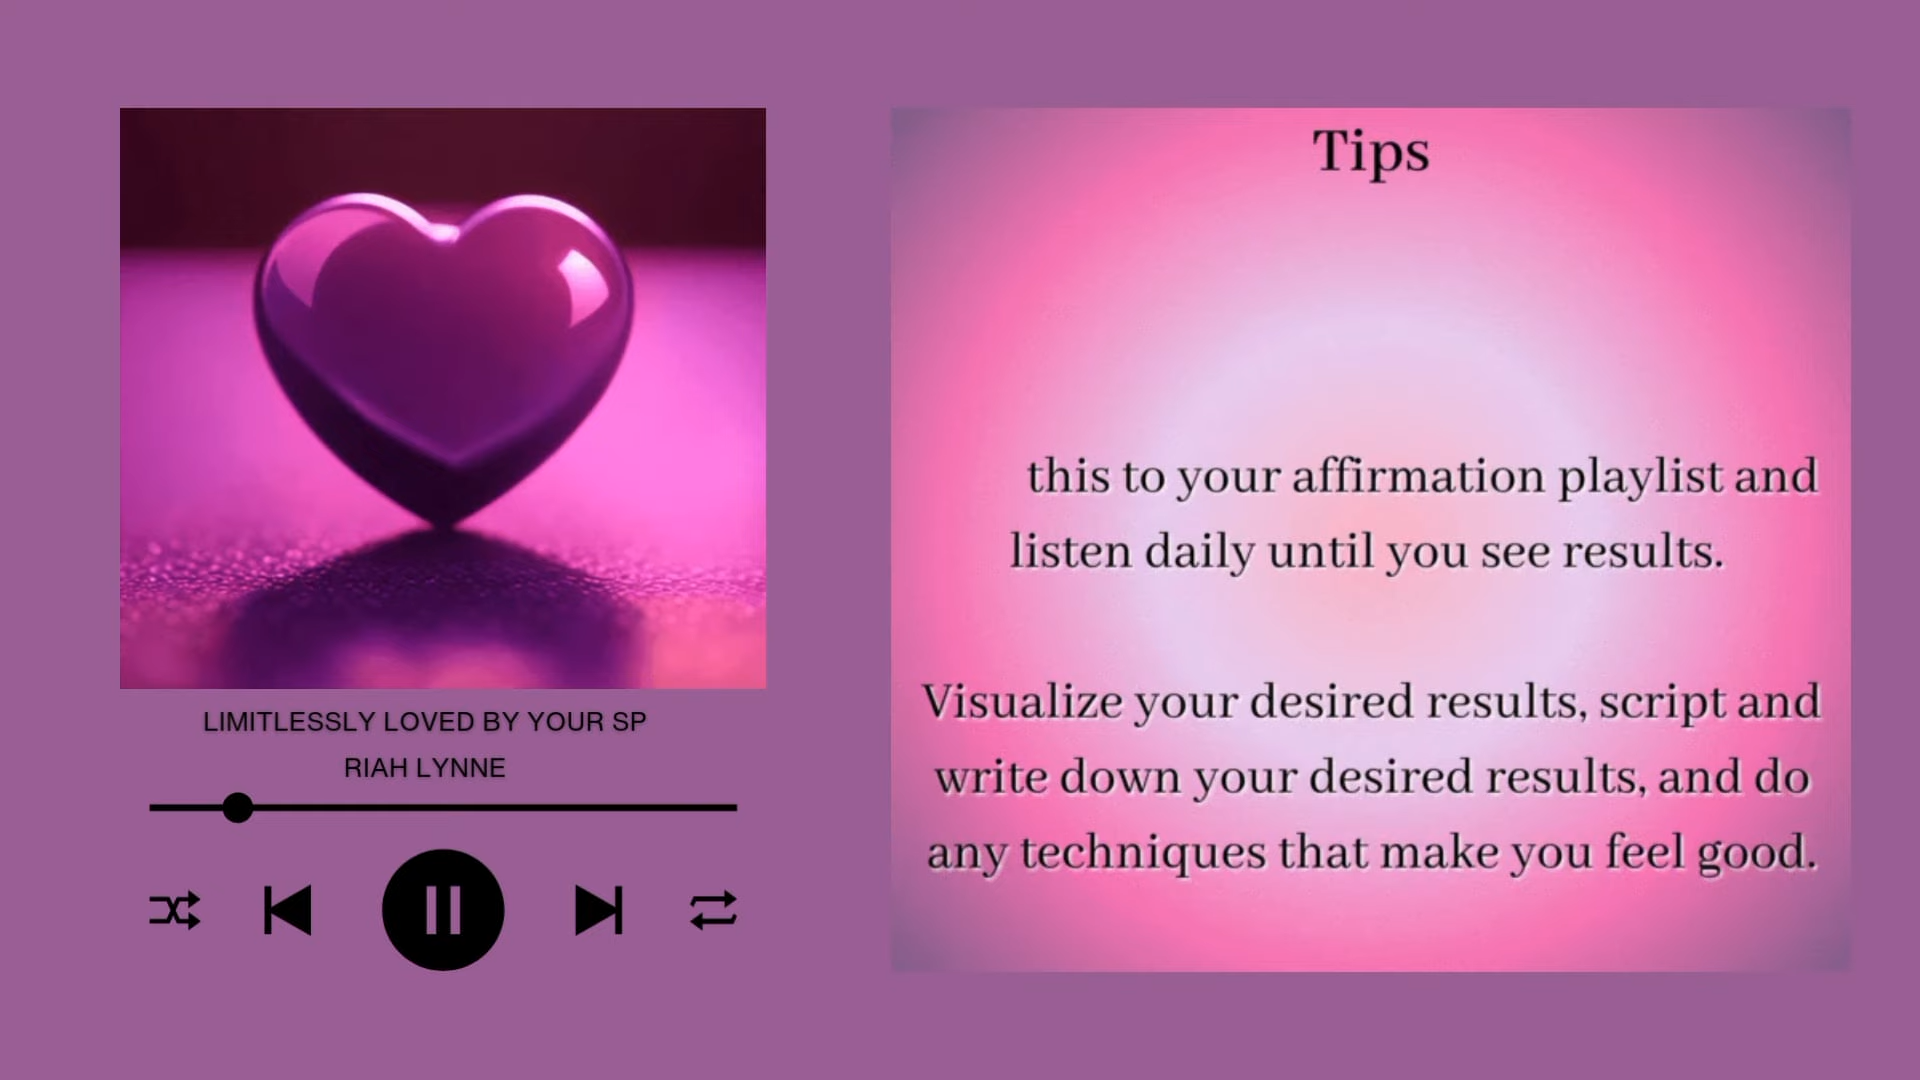 LIMITLESSLY LOVED BY YOUR SP
RIAH LYNNE
Tips
this to your affirmation playlist and
listen daily until you see results.
Visualize your desired results, script and
write down your desired results, and do
any techniques that make you feel good.